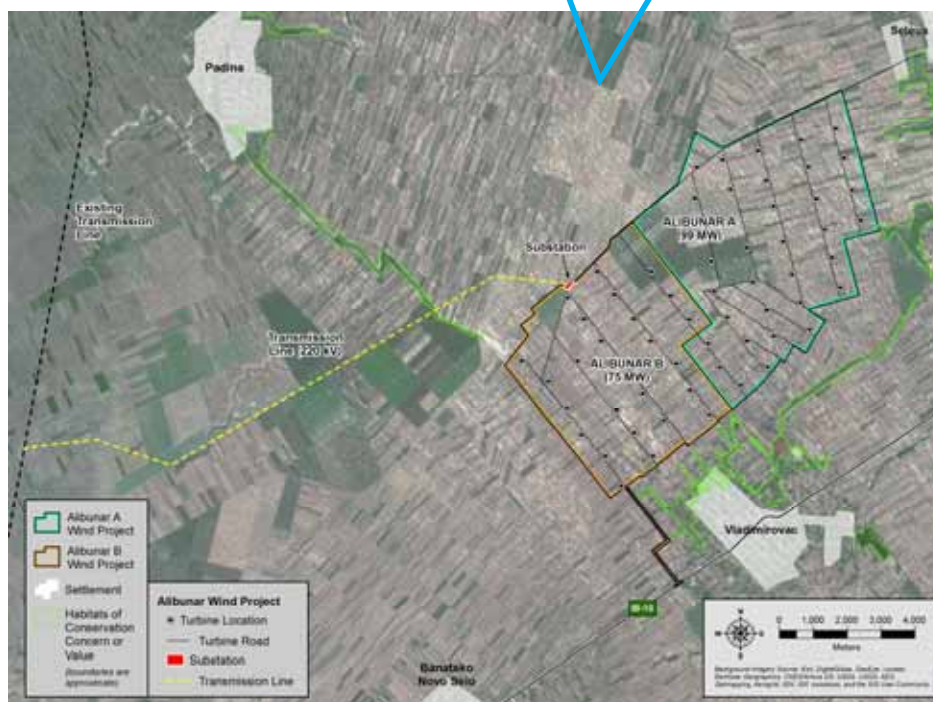 Padina
Seleus
Existing
Transmission
Line
ALIBUNAR A
(99 MW)
Substation
Transmission
Line (220 kV)
ALIBUNAR B
(75 MW)
Vladimirovac
Banatsko
Novo Selo
Alibunar A
Wind Project
Alibunar B
Wind Project
Settlement
Habitats of
Conservation
Concern or
Value
(boundaries are
approximate)
Alibunar Wind Project
Turbine Location
Turbine Road
Substation
Transmission Line
N
W
E
S
0 1,000 2,000 3,000 4,000
Meters